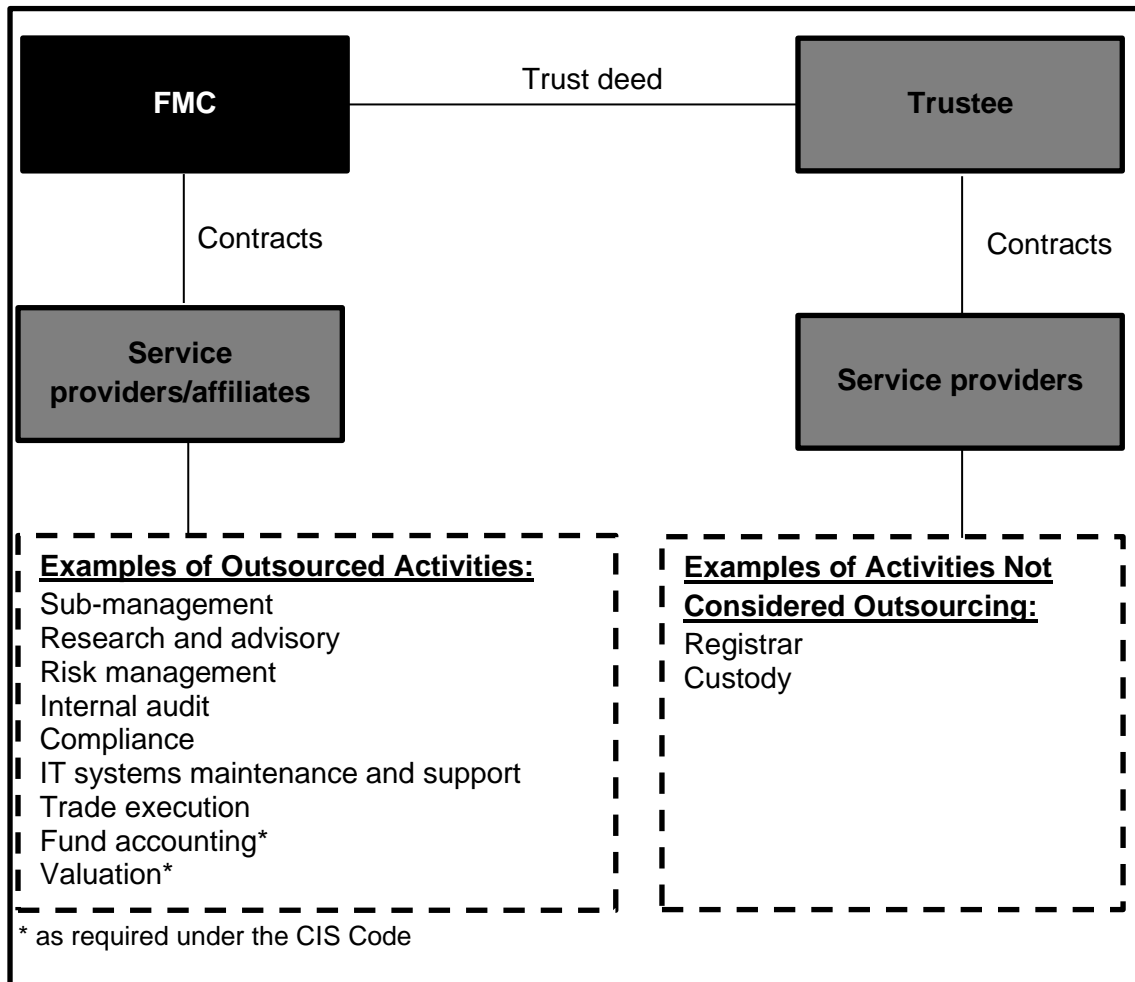 FMC
Trust deed
Trustee
Contracts
Contracts
Service
providers/affiliates
Service providers
Examples of Outsourced Activities:
Sub-management
Research and advisory
Risk management
Internal audit
Compliance
IT systems maintenance and support
Trade execution
Fund accounting*
Valuation*
Examples of Activities Not
Considered Outsourcing:
Registrar
Custody
* as required under the CIS Code